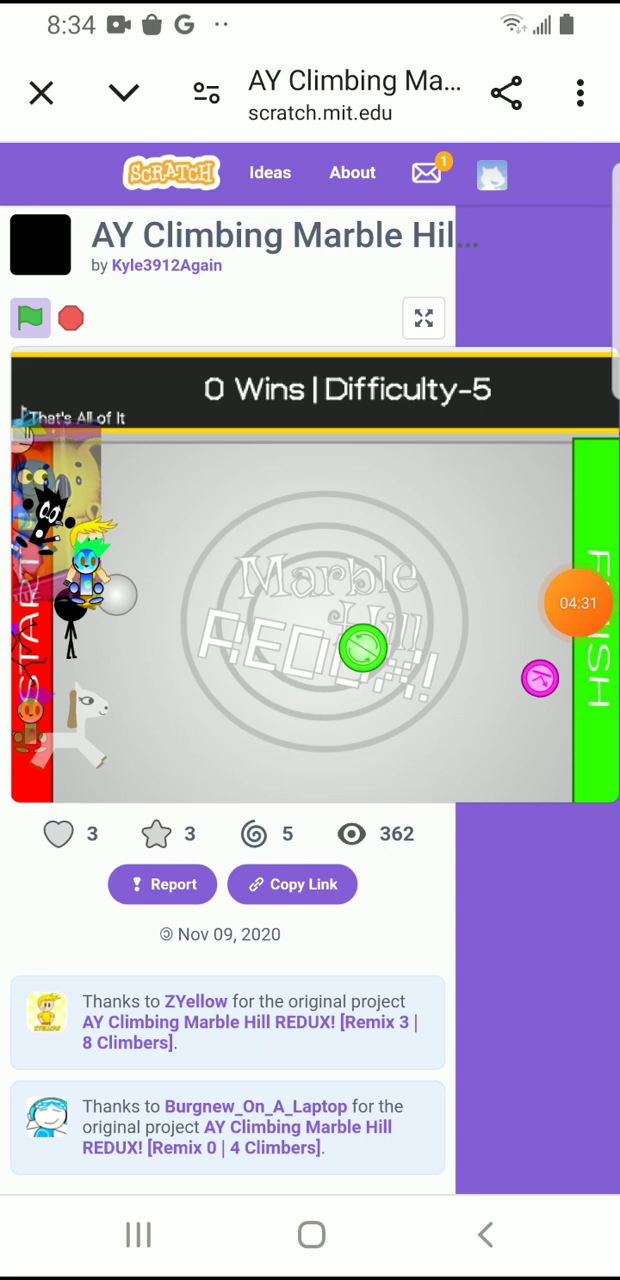 8:34
AY Climbing Ma...
scratch.mit.edu
SCRATCH
Ideas
About
1
AY Climbing Marble Hil...
by Kyle3912Again
0 Wins | Difficulty-5
That's All of It
START
Marble
Hill
REDUX!
04:31
FINISH
3
3
5
362
Report
Copy Link
Nov 09, 2020
Thanks to ZYellow for the original project
AY Climbing Marble Hill REDUX! [Remix 3 |
8 Climbers].
Thanks to Burgnew_On_A_Laptop for the
original project AY Climbing Marble Hill
REDUX! [Remix 0 | 4 Climbers].